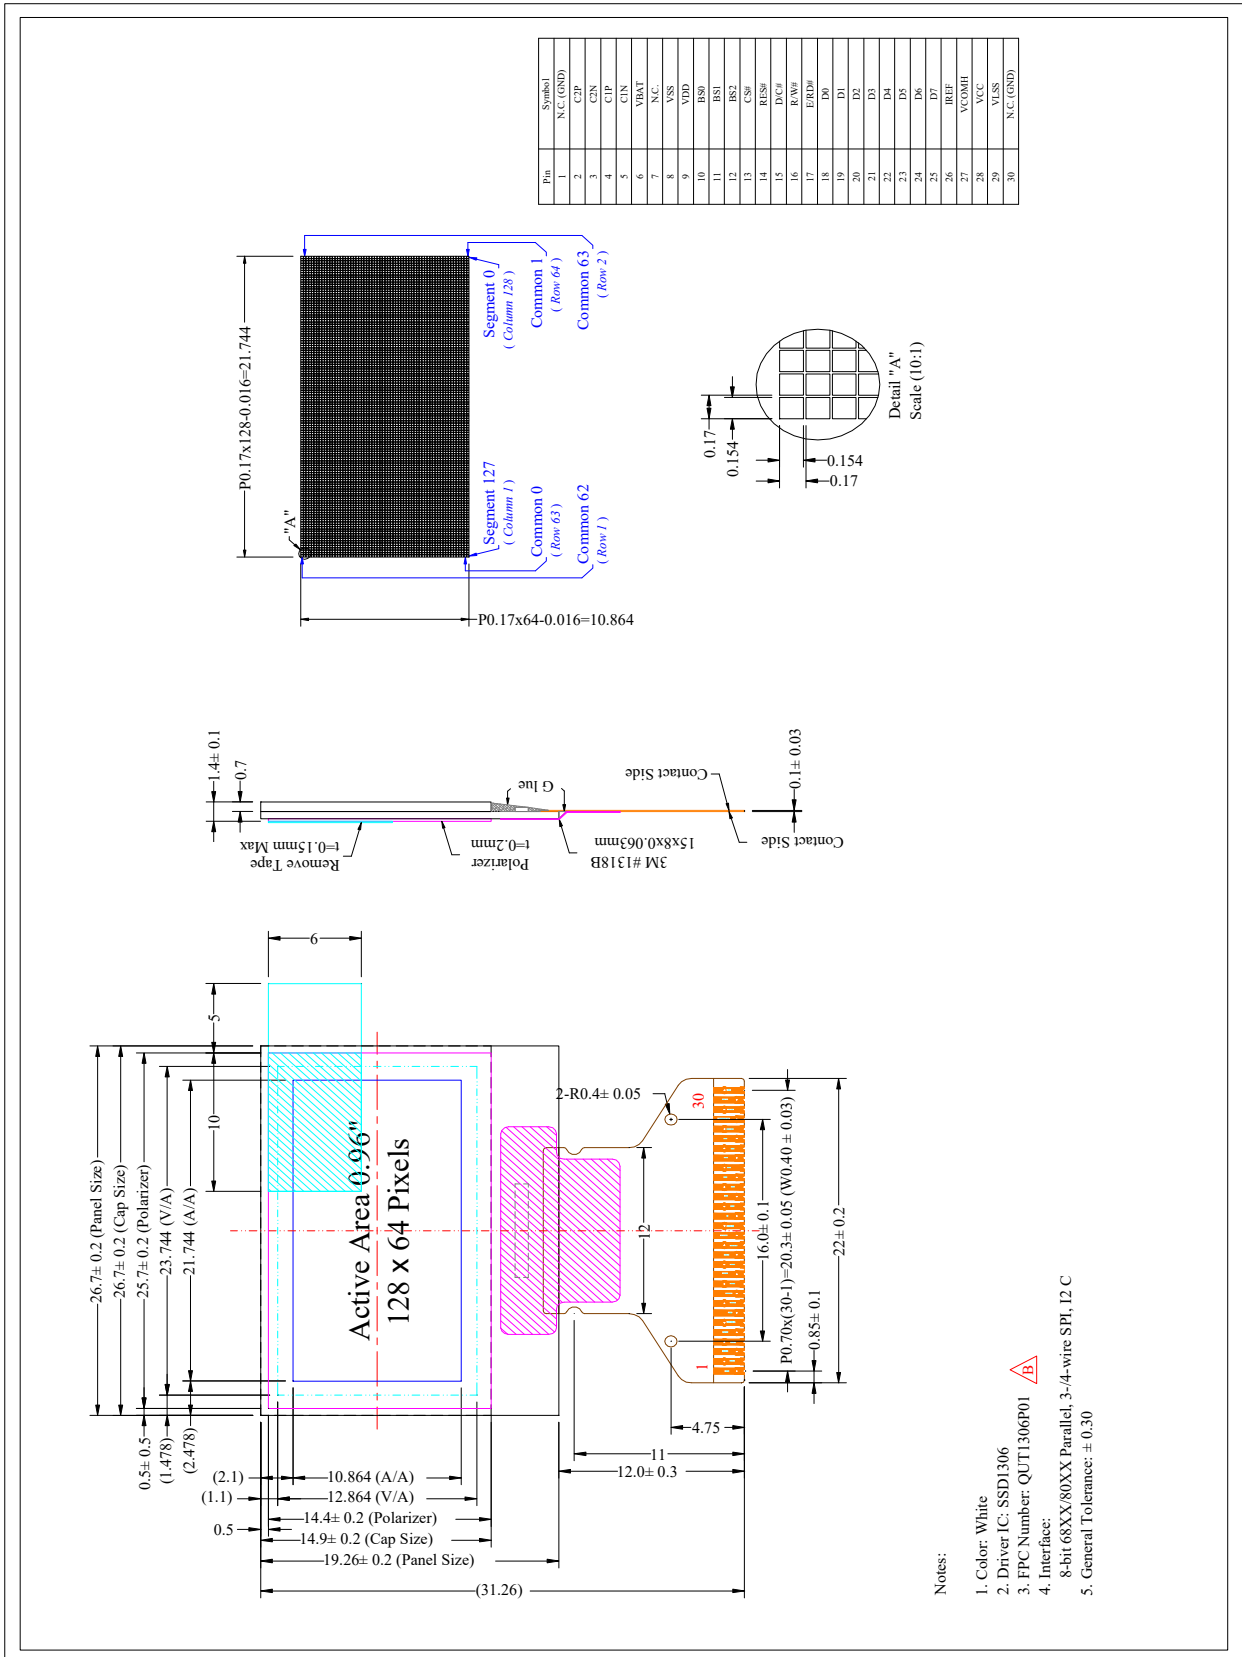 Pin Symbol
1 N.C. (GND)
2 C2P
3 C2N
4 C1P
5 C1N
6 VBAT
7 N.C.
8 VSS
9 VDD
10 BS0
11 BS1
12 BS2
13 CS#
14 RES#
15 D/C#
16 R/W#
17 E/RD#
18 D0
19 D1
20 D2
21 D3
22 D4
23 D5
24 D6
25 D7
26 IREF
27 VCOMH
28 VCC
29 VLSS
30 N.C. (GND)
P0.17x128-0.016=21.744
"A"
Segment 127
( Column 1 )
Common 0
( Row 63 )
Common 62
( Row 1 )
Segment 0
( Column 128 )
Common 1
( Row 64 )
Common 63
( Row 2 )
P0.17x64-0.016=10.864
0.17
0.154
0.154
0.17
Detail "A"
Scale (10:1)
1.4± 0.1
0.7
Remove Tape
t=0.15mm Max
Polarizer
t=0.2mm
3M #1318B
15x8x0.063mm
G lue
Contact Side
Contact Side
0.1± 0.03
6
5
10
26.7± 0.2 (Panel Size)
26.7± 0.2 (Cap Size)
25.7± 0.2 (Polarizer)
23.744 (V/A)
21.744 (A/A)
0.5± 0.5
(1.478)
(2.478)
Active Area 0.96"
128 x 64 Pixels
2-R0.4± 0.05
30
1
12
16.0± 0.1
P0.70x(30-1)=20.3± 0.05 (W0.40 ± 0.03)
0.85± 0.1
22± 0.2
4.75
11
12.0± 0.3
(2.1)
10.864 (A/A)
(1.1)
12.864 (V/A)
0.5
14.4± 0.2 (Polarizer)
14.9± 0.2 (Cap Size)
19.26± 0.2 (Panel Size)
(31.26)
Notes:
1. Color: White
2. Driver IC: SSD1306
3. FPC Number: QUT1306P01
B
4. Interface:
8-bit 68XX/80XX Parallel, 3-/4-wire SPI, I2 C
5. General Tolerance: ± 0.30